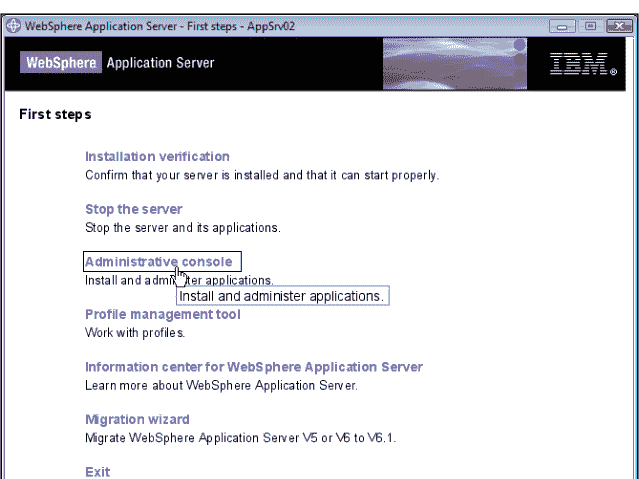 WebSphere Application Server - First steps - AppSrv02
WebSphere Application Server
IBM®
First steps
Installation verification
Confirm that your server is installed and that it can start properly.
Stop the server
Stop the server and its applications.
Administrative console
Install and administer applications.
Install and administer applications.
Profile management tool
Work with profiles.
Information center for WebSphere Application Server
Learn more about WebSphere Application Server.
Migration wizard
Migrate WebSphere Application Server V5 or V6 to V6.1.
Exit